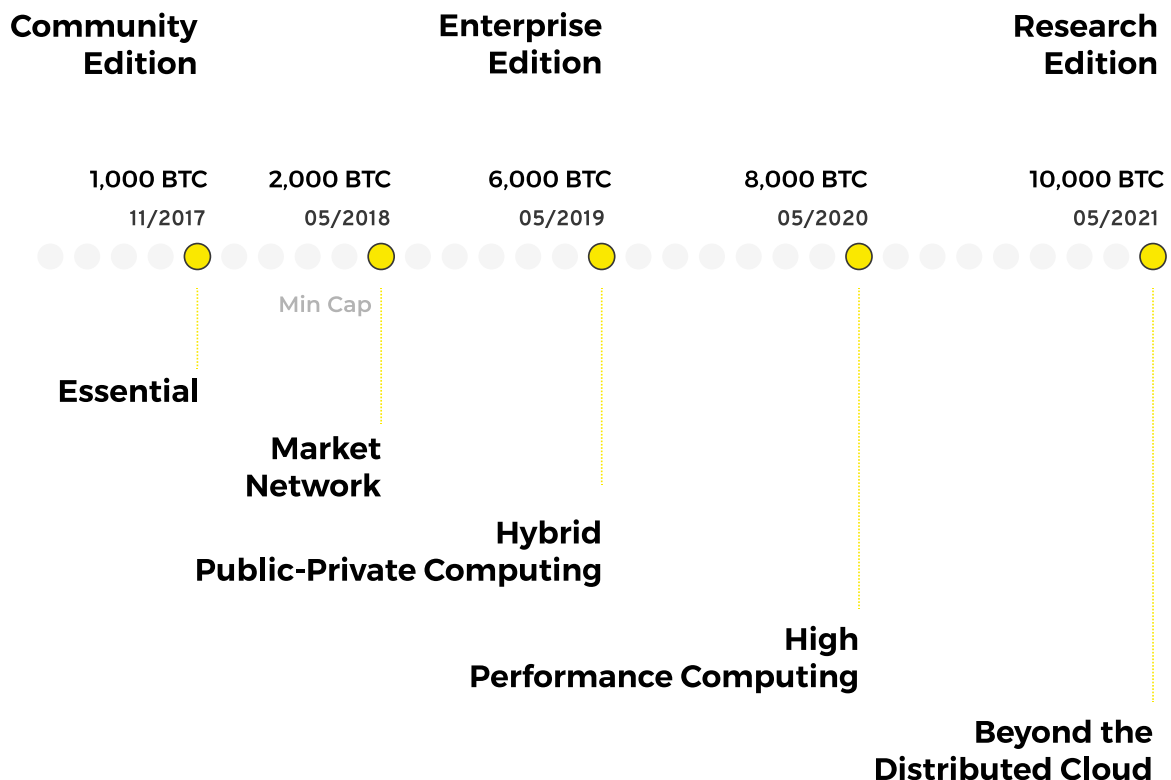 Community
Edition
Enterprise
Edition
Research
Edition
1,000 BTC
2,000 BTC
6,000 BTC
8,000 BTC
10,000 BTC
11/2017
05/2018
05/2019
05/2020
05/2021
Min Cap
Essential
Market
Network
Hybrid
Public-Private Computing
High
Performance Computing
Beyond the
Distributed Cloud